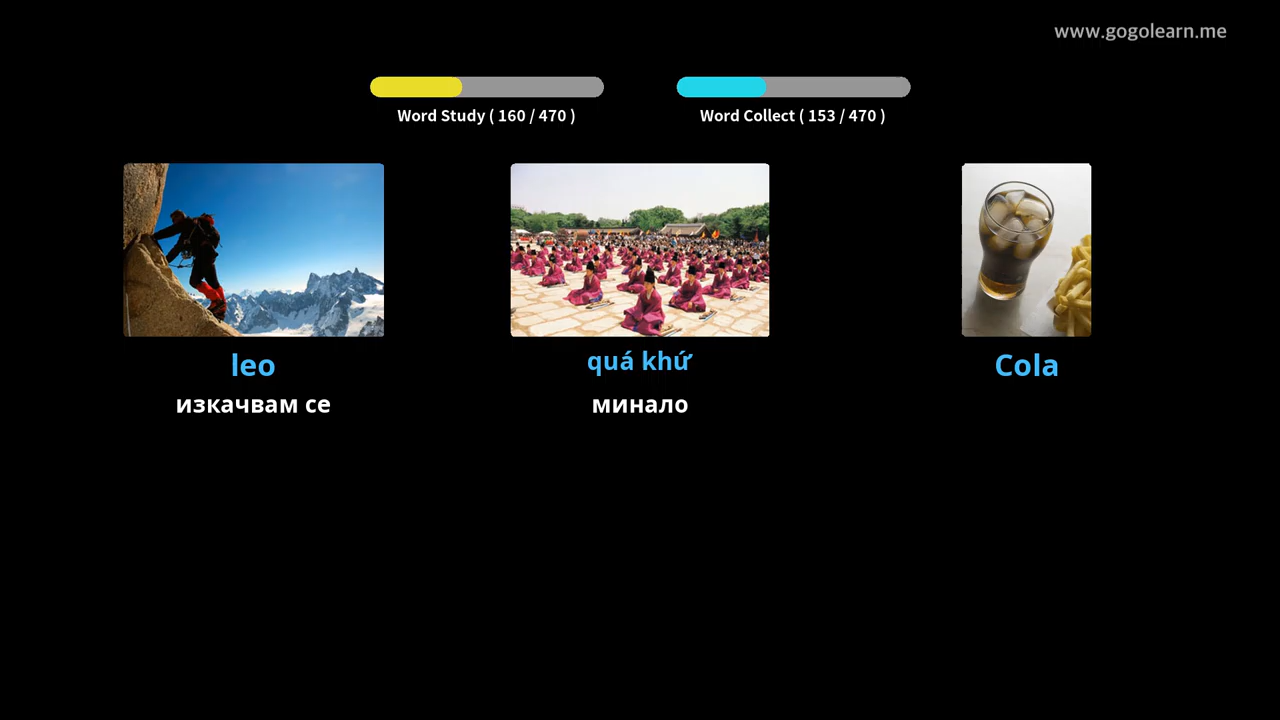 www.gogolearn.me
Word Study ( 160 / 470 )
Word Collect ( 153 / 470 )
leo
изкачвам се
quá khứ
минало
Cola